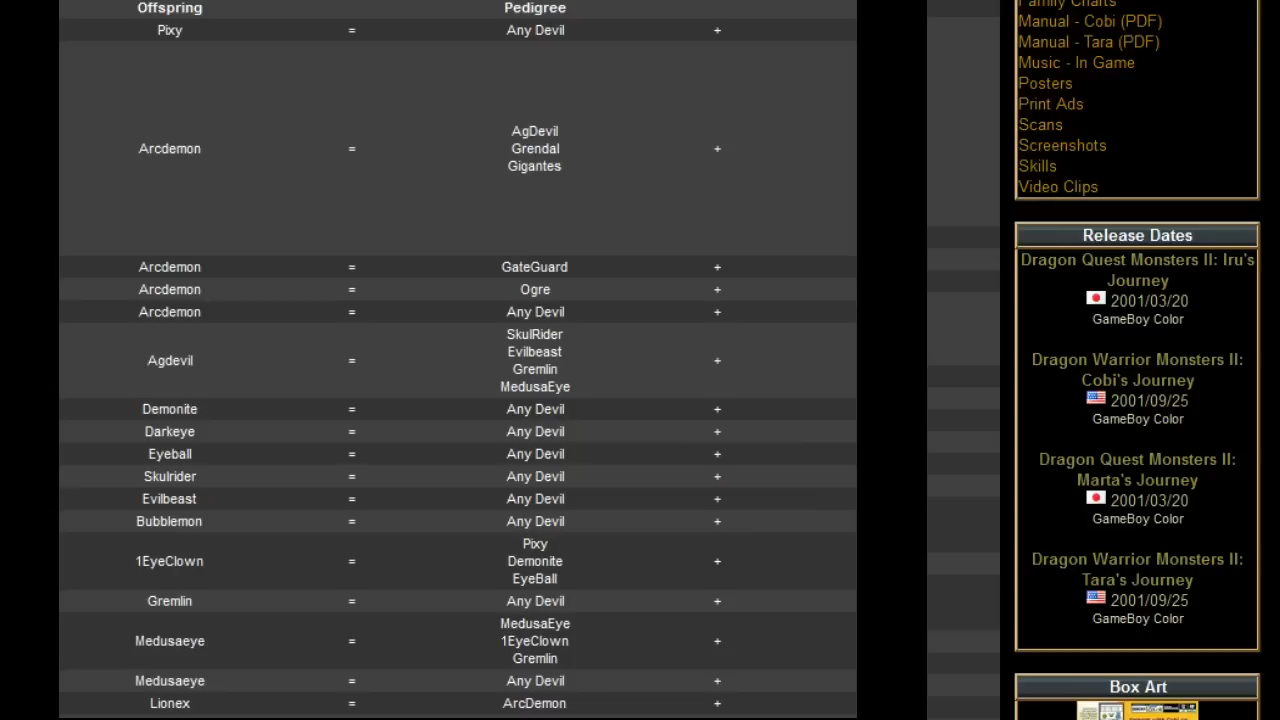 Offspring Pedigree
Pixy = Any Devil +
AgDevil
Arcdemon = Grendal +
Gigantes
Arcdemon = GateGuard +
Arcdemon = Ogre +
Arcdemon = Any Devil +
SkulRider
Evilbeast
Agdevil = +
Gremlin
MedusaEye
Demonite = Any Devil +
Darkeye = Any Devil +
Eyeball = Any Devil +
Skulrider = Any Devil +
Evilbeast = Any Devil +
Bubblemon = Any Devil +
Pixy
1EyeClown = Demonite +
EyeBall
Gremlin = Any Devil +
MedusaEye
Medusaeye = 1EyeClown +
Gremlin
Medusaeye = Any Devil +
Lionex = ArcDemon +
Family Charts
Manual - Cobi (PDF)
Manual - Tara (PDF)
Music - In Game
Posters
Print Ads
Scans
Screenshots
Skills
Video Clips
Release Dates
Dragon Quest Monsters II: Iru's
Journey
2001/03/20
GameBoy Color
Dragon Warrior Monsters II:
Cobi's Journey
2001/09/25
GameBoy Color
Dragon Quest Monsters II:
Marta's Journey
2001/03/20
GameBoy Color
Dragon Warrior Monsters II:
Tara's Journey
2001/09/25
GameBoy Color
Box Art